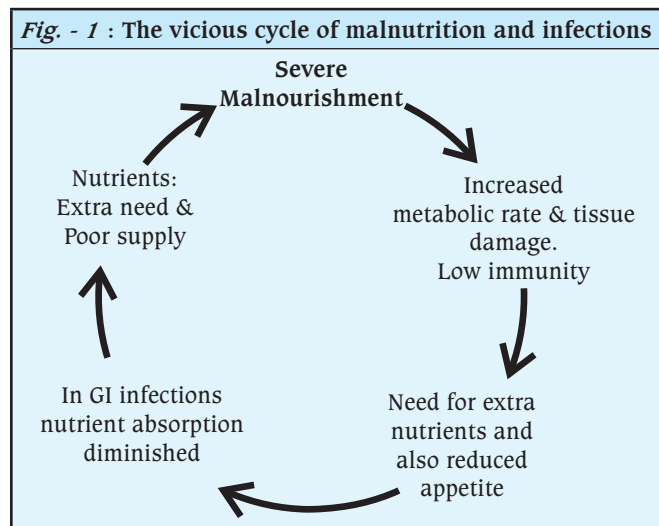 Fig. - 1 : The vicious cycle of malnutrition and infections
Severe
Malnourishment
Increased
metabolic rate & tissue
damage.
Low immunity
Need for extra
nutrients and
also reduced
appetite
In GI infections
nutrient absorption
diminished
Nutrients:
Extra need &
Poor supply